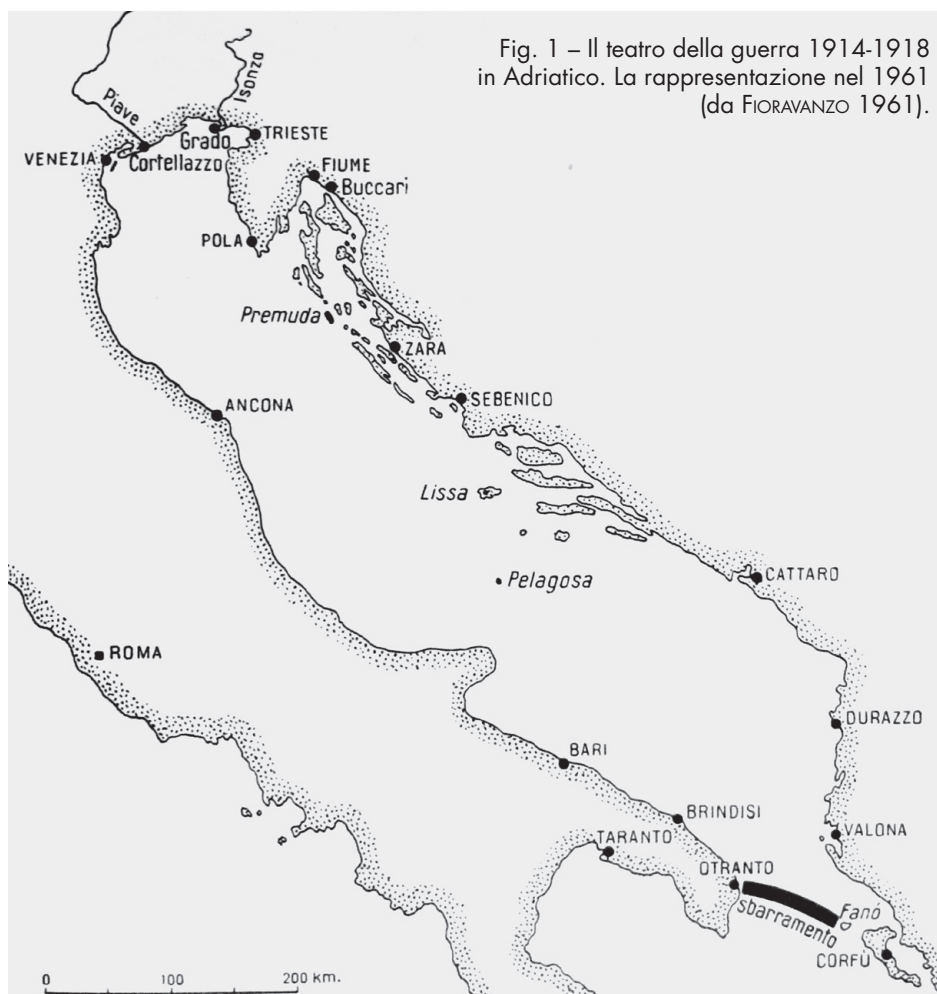 Fig. 1 – Il teatro della guerra 1914-1918
in Adriatico. La rappresentazione nel 1961
(da FIORAVANZO 1961).
Piave
Isonzo
Grado
TRIESTE
VENEZIA
Cortellazzo
FIUME
Buccari
POLA
Premuda
ZARA
ANCONA
SEBENICO
Lissa
CATTARO
Pelagosa
ROMA
DURAZZO
BARI
BRINDISI
TARANTO
VALONA
OTRANTO
sbarramento
Fanò
CORFÙ
0 100 200 km.